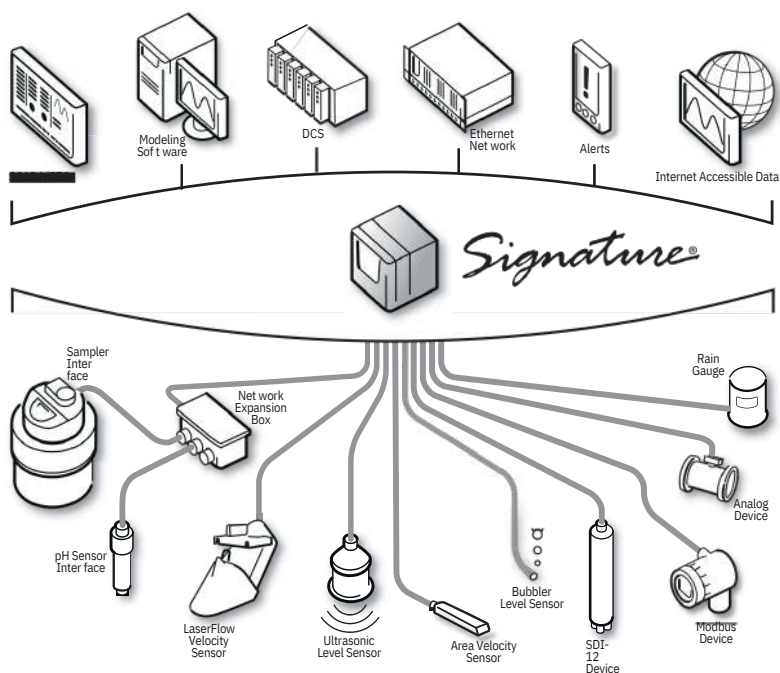 Modeling
Soft ware
DCS
Ethernet
Net work
Alerts
Internet Accessible Data
Signature®
Sampler
Inter
face
Net work
Expansion
Box
Rain
Gauge
Analog
Device
pH Sensor
Inter face
Bubbler
Level Sensor
LaserFlow
Velocity
Sensor
Ultrasonic
Level Sensor
Area Velocity
Sensor
SDI-
12
Device
Modbus
Device